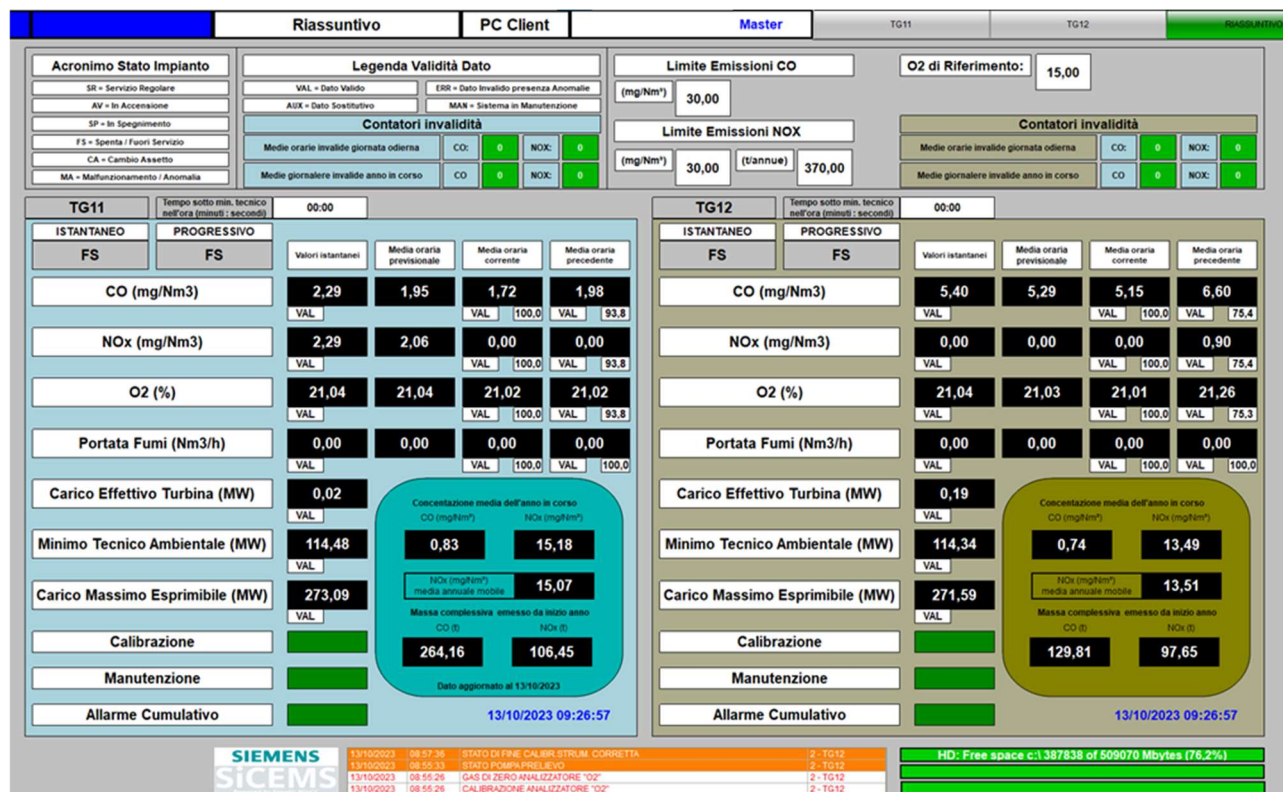 Riassuntivo PC Client Master TG11 TG12 RIASSUNTIVO
Acronimo Stato Impianto
SR = Servizio Regolare
AV = In Accensione
SP = In Spegnimento
FS = Spenta / Fuori Servizio
CA = Cambio Assetto
MA = Malfunzionamento / Anomalia
Legenda Validità Dato
VAL = Dato Valido ERR = Dato Invalido presenza Anomalie
AUX = Dato Sostitutivo MAN = Sistema in Manutenzione
Contatori invalidità
Medie orarie invalide giornata odierna CO: 0 NOX: 0
Medie giornalere invalide anno in corso CO 0 NOX: 0
Limite Emissioni CO
(mg/Nm³) 30,00
Limite Emissioni NOX
(mg/Nm³) 30,00 (t/annue) 370,00
O2 di Riferimento: 15,00
Contatori invalidità
Medie orarie invalide giornata odierna CO: 0 NOX: 0
Medie giornalere invalide anno in corso CO 0 NOX: 0
TG11 Tempo sotto min. tecnico 00:00
nell'ora (minuti : secondi)
ISTANTANEO PROGRESSIVO
FS FS Valori istantanei Media oraria previsionale Media oraria corrente Media oraria precedente
CO (mg/Nm3) 2,29 1,95 1,72 1,98
VAL VAL 100,0 VAL 93,8
NOx (mg/Nm3) 2,29 2,06 0,00 0,00
VAL VAL 100,0 VAL 93,8
O2 (%) 21,04 21,04 21,02 21,02
VAL VAL 100,0 VAL 93,8
Portata Fumi (Nm3/h) 0,00 0,00 0,00 0,00
VAL VAL 100,0 VAL 100,0
Carico Effettivo Turbina (MW) 0,02
VAL
Minimo Tecnico Ambientale (MW) 114,48
VAL
Carico Massimo Esprimibile (MW) 273,09
VAL
Calibrazione
Manutenzione
Allarme Cumulativo
Concentazione media dell'anno in corso
CO (mg/Nm³) NOx (mg/Nm³)
0,83 15,18
NOx (mg/Nm³)
media annuale mobile 15,07
Massa complessiva emesso da inizio anno
CO (t) NOx (t)
264,16 106,45
Dato aggiornato al 13/10/2023
13/10/2023 09:26:57
TG12 Tempo sotto min. tecnico 00:00
nell'ora (minuti : secondi)
ISTANTANEO PROGRESSIVO
FS FS Valori istantanei Media oraria previsionale Media oraria corrente Media oraria precedente
CO (mg/Nm3) 5,40 5,29 5,15 6,60
VAL VAL 100,0 VAL 75,4
NOx (mg/Nm3) 0,00 0,00 0,00 0,90
VAL VAL 100,0 VAL 75,4
O2 (%) 21,04 21,03 21,01 21,26
VAL VAL 100,0 VAL 75,3
Portata Fumi (Nm3/h) 0,00 0,00 0,00 0,00
VAL VAL 100,0 VAL 100,0
Carico Effettivo Turbina (MW) 0,19
VAL
Minimo Tecnico Ambientale (MW) 114,34
VAL
Carico Massimo Esprimibile (MW) 271,59
VAL
Calibrazione
Manutenzione
Allarme Cumulativo
Concentazione media dell'anno in corso
CO (mg/Nm³) NOx (mg/Nm³)
0,74 13,49
NOx (mg/Nm³)
media annuale mobile 13,51
Massa complessiva emesso da inizio anno
CO (t) NOx (t)
129,81 97,65
13/10/2023 09:26:57
SIEMENS
SiCEMS
13/10/2023 08:57:36 STATO DI FINE CALIBR.STRUM. CORRETTA 2 - TG12
13/10/2023 08:55:33 STATO POMPA PRELIEVO 2 - TG12
13/10/2023 08:55:26 GAS DI ZERO ANALIZZATORE "O2" 2 - TG12
13/10/2023 08:55:26 CALIBRAZIONE ANALIZZATORE "O2" 2 - TG12
HD: Free space c:\ 387838 of 509070 Mbytes (76,2%)